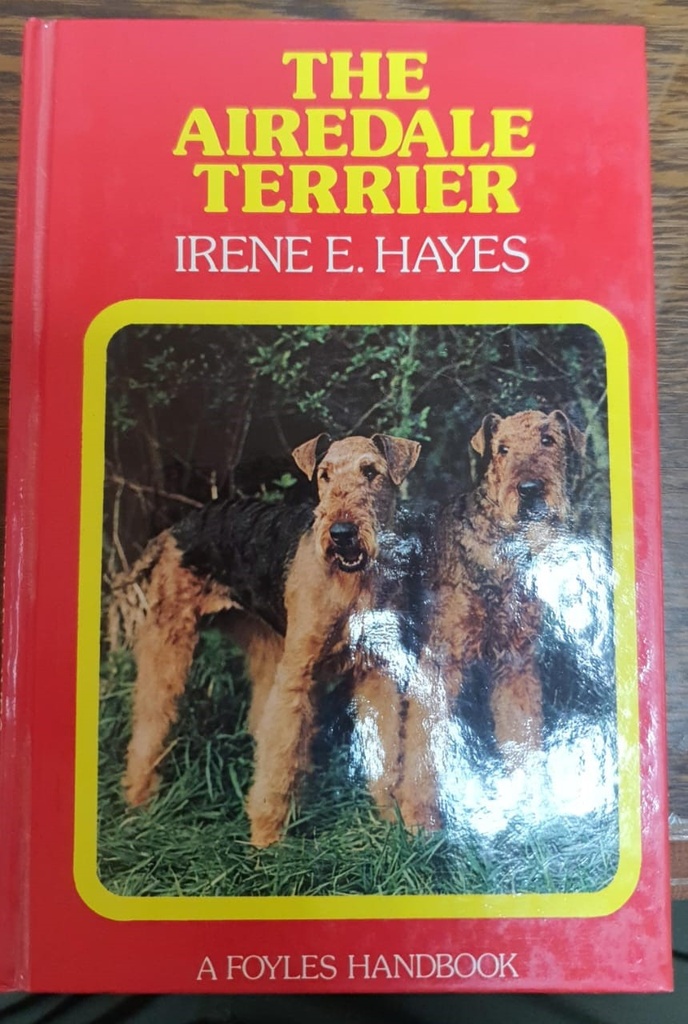 THE
AIREDALE
TERRIER
IRENE E. HAYES
A FOYLES HANDBOOK